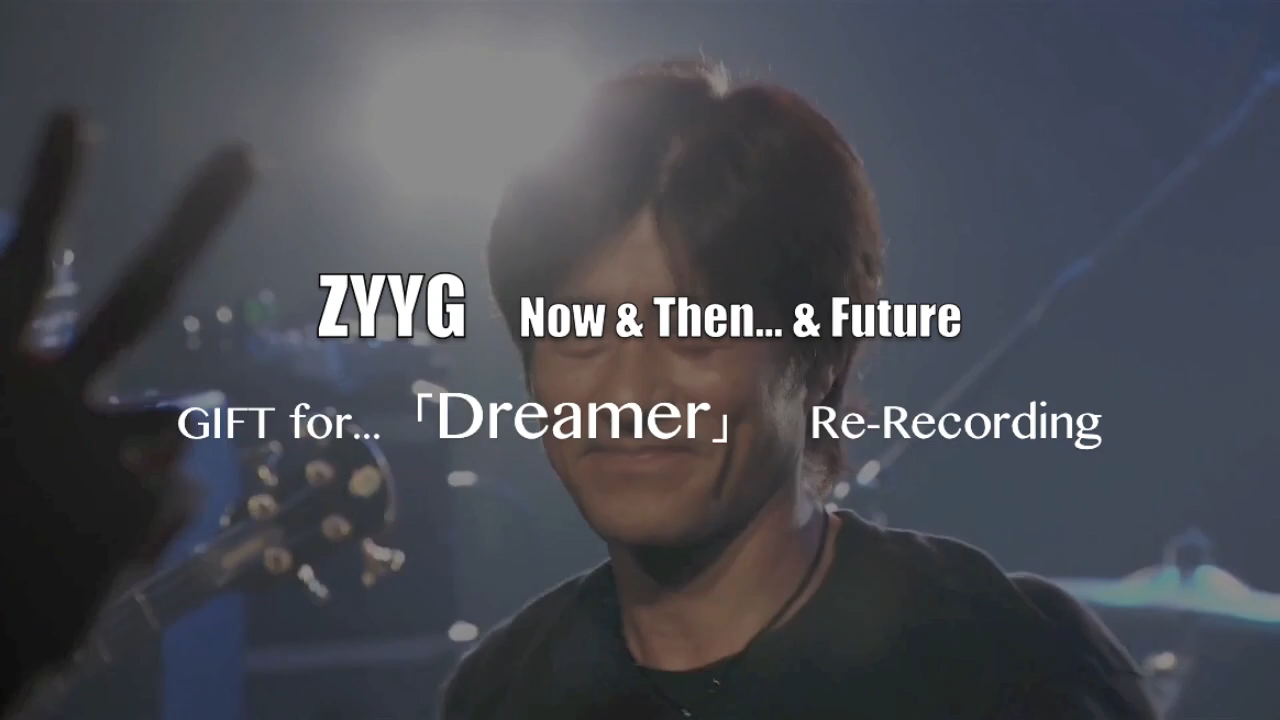 ZYYG Now & Then... & Future
GIFT for... 「Dreamer」 Re-Recording